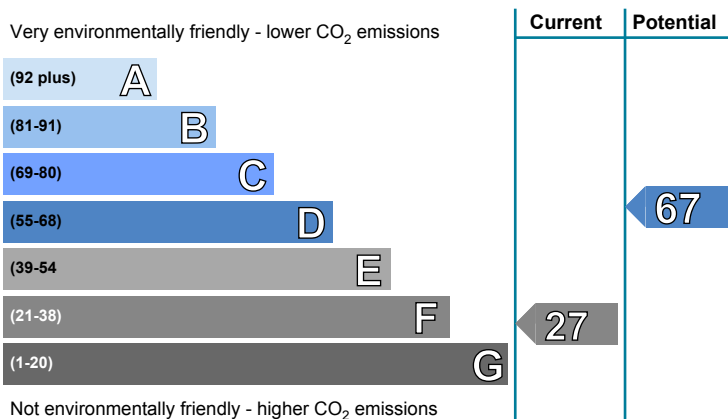 Current Potential
Very environmentally friendly - lower CO2 emissions
(92 plus) A
(81-91) B
(69-80) C
(55-68) D
67
(39-54 E
(21-38) F
27
(1-20) G
Not environmentally friendly - higher CO2 emissions